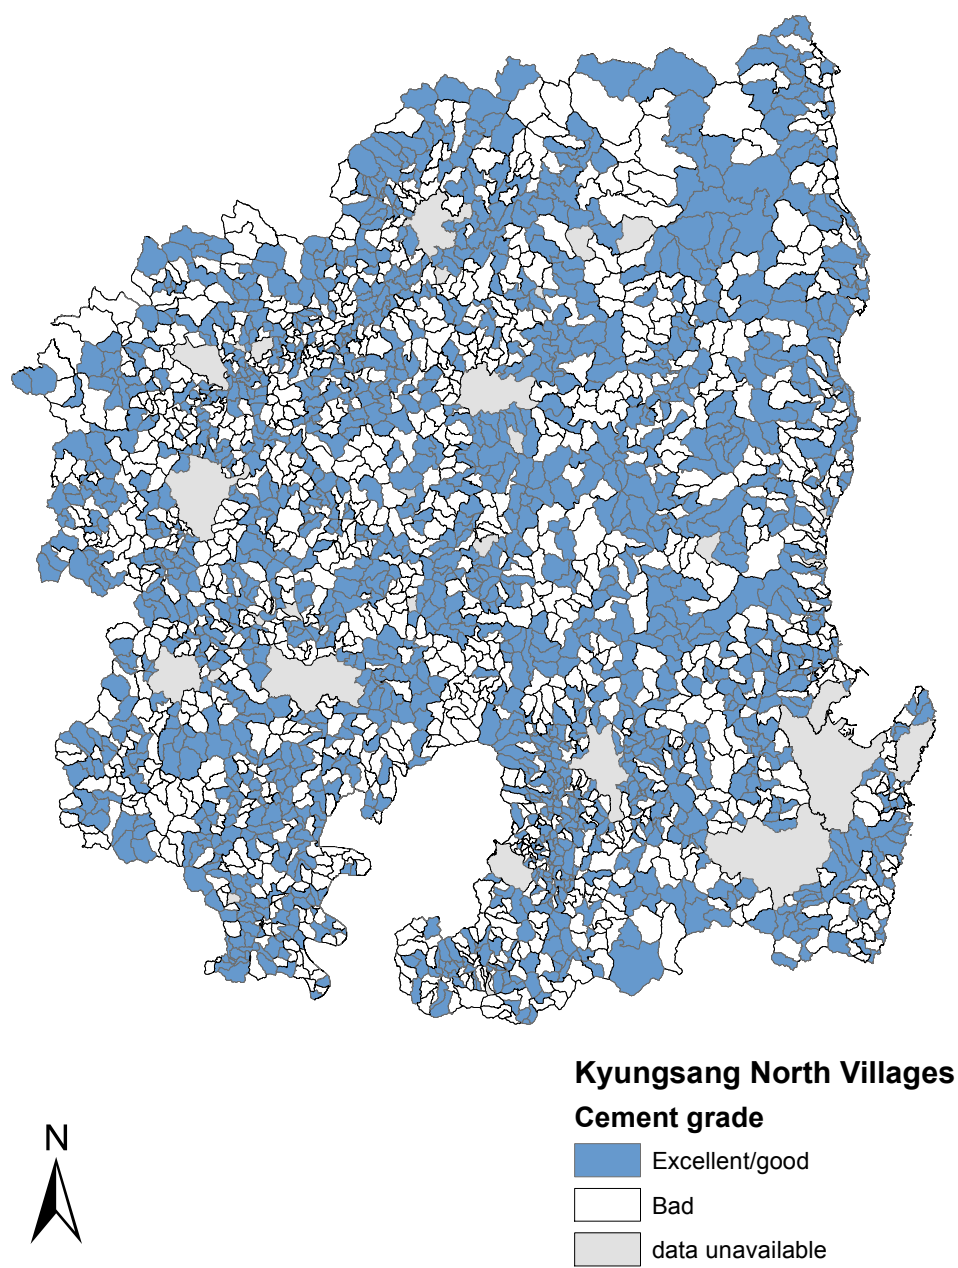 Kyungsang North Villages
Cement grade
Excellent/good
Bad
data unavailable
N